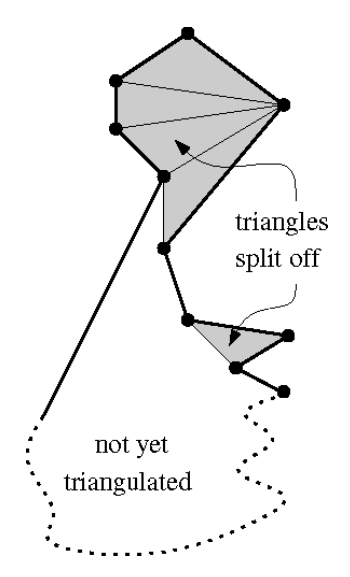 triangles
split off
not yet
triangulated